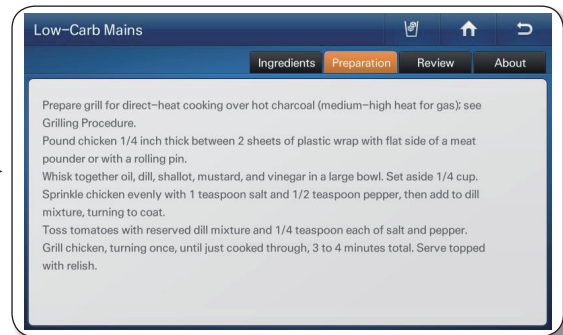 Low-Carb Mains
Ingredients Preparation Review About
Prepare grill for direct-heat cooking over hot charcoal (medium-high heat for gas); see
Grilling Procedure.
Pound chicken 1/4 inch thick between 2 sheets of plastic wrap with flat side of a meat
pounder or with a rolling pin.
Whisk together oil, dill, shallot, mustard, and vinegar in a large bowl. Set aside 1/4 cup.
Sprinkle chicken evenly with 1 teaspoon salt and 1/2 teaspoon pepper, then add to dill
mixture, turning to coat.
Toss tomatoes with reserved dill mixture and 1/4 teaspoon each of salt and pepper.
Grill chicken, turning once, until just cooked through, 3 to 4 minutes total. Serve topped
with relish.